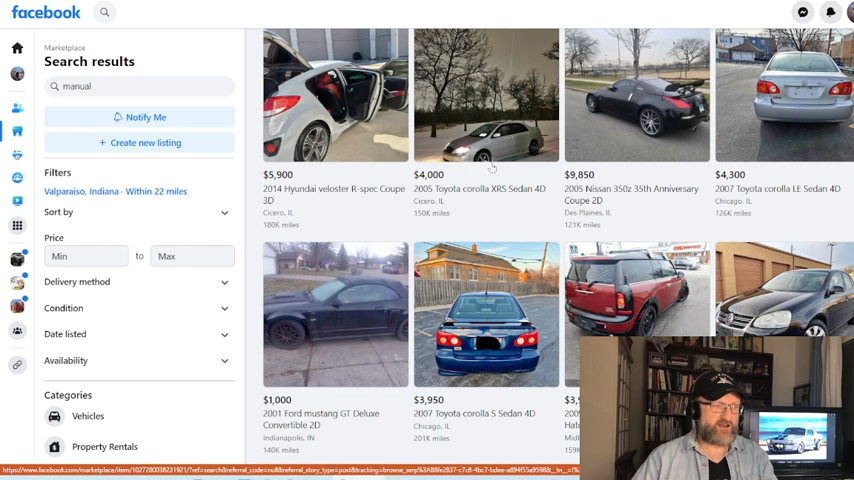 facebook
Marketplace
Search results
manual
Notify Me
+ Create new listing
Filters
Valparaiso, Indiana · Within 22 miles
Sort by
Price
Min
to
Max
Delivery method
Condition
Date listed
Availability
Categories
Vehicles
Property Rentals
$5,900
2014 Hyundai veloster R-spec Coupe
3D
Cicero, IL
180K miles
$4,000
2005 Toyota corolla XRS Sedan 4D
Cicero, IL
150K miles
$9,850
2005 Nissan 350z 35th Anniversary
Coupe 2D
Des Plaines, IL
121K miles
$4,300
2007 Toyota corolla LE Sedan 4D
Chicago, IL
126K miles
$1,000
2001 Ford mustang GT Deluxe
Convertible 2D
Indianapolis, IN
140K miles
$3,950
2007 Toyota corolla S Sedan 4D
Chicago, IL
201K miles